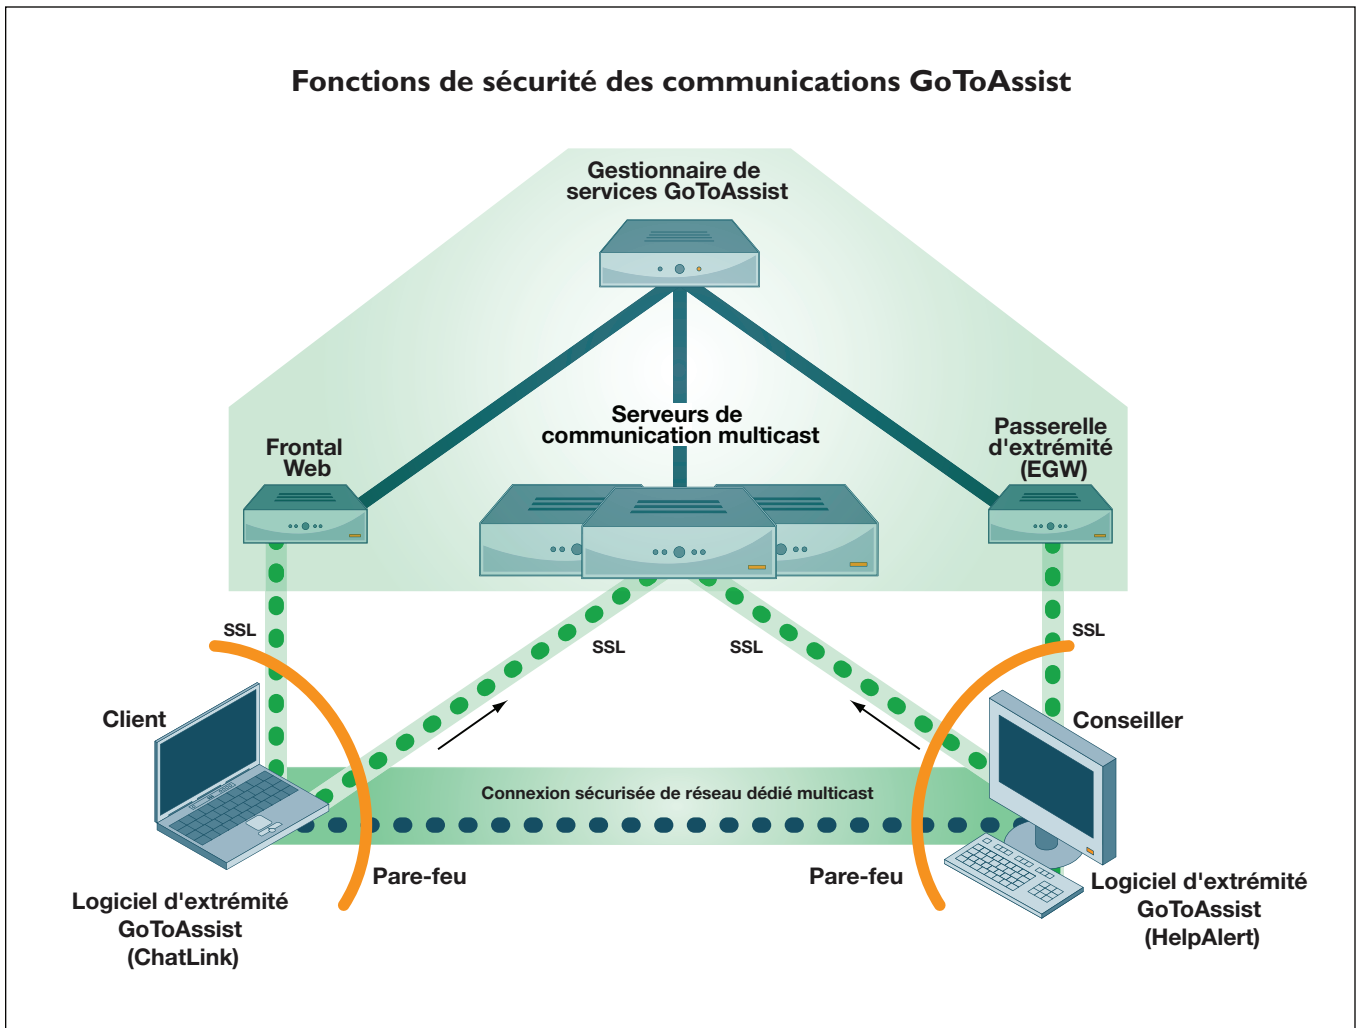 Fonctions de sécurité des communications GoToAssist
Gestionnaire de
services GoToAssist
Serveurs de
communication multicast
Frontal
Web
Passerelle
d'extrémité
(EGW)
SSL
SSL
SSL
SSL
Client
Conseiller
Connexion sécurisée de réseau dédié multicast
Pare-feu
Pare-feu
Logiciel d'extrémité
GoToAssist
(ChatLink)
Logiciel d'extrémité
GoToAssist
(HelpAlert)